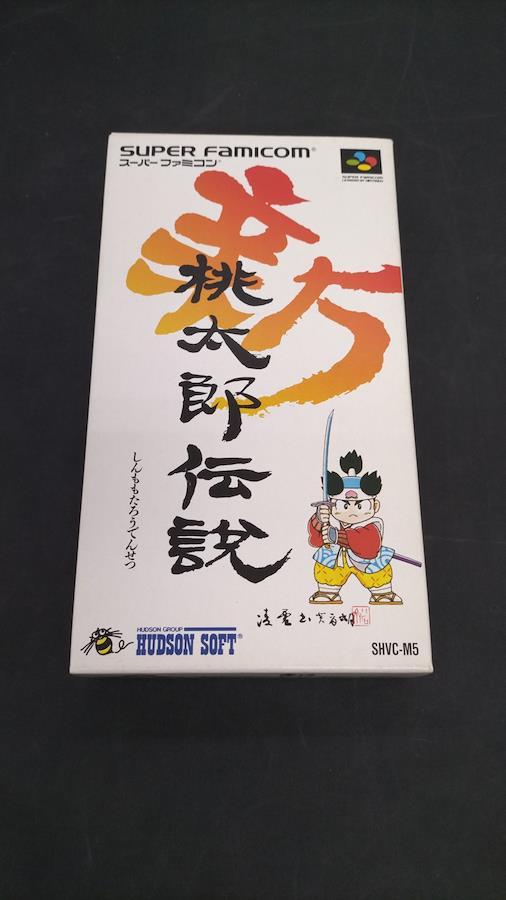 SUPER FAMICOM®
スーパーファミコン®
SUPER FAMICOM
新
桃太郎伝説
しんももたろうでんせつ
HUDSON GROUP
HUDSON SOFT®
SHVC-M5